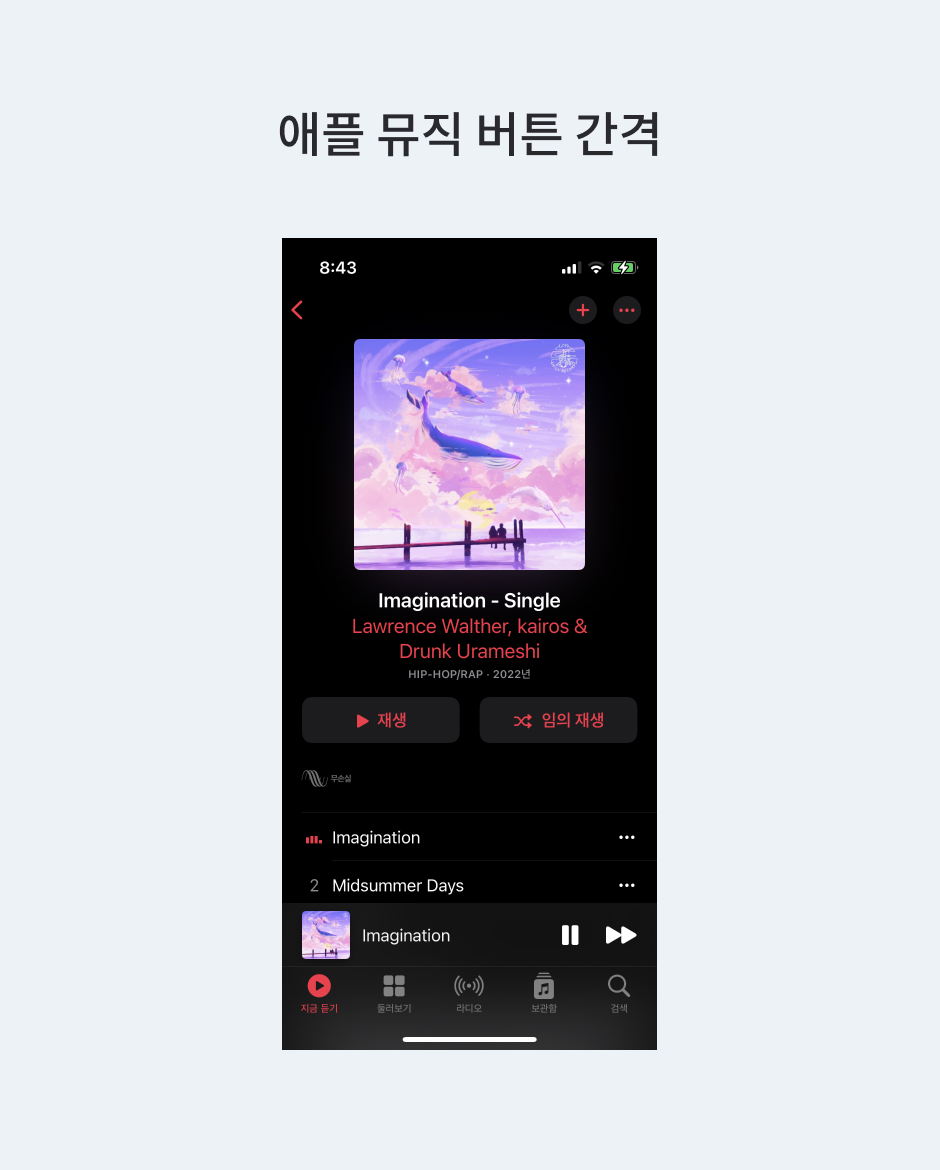 애플 뮤직 버튼 간격
8:43
Imagination - Single
Lawrence Walther, kairos &
Drunk Urameshi
HIP-HOP/RAP · 2022년
재생
임의 재생
무손실
Imagination
2 Midsummer Days
Imagination
지금 듣기 둘러보기 라디오 보관함 검색